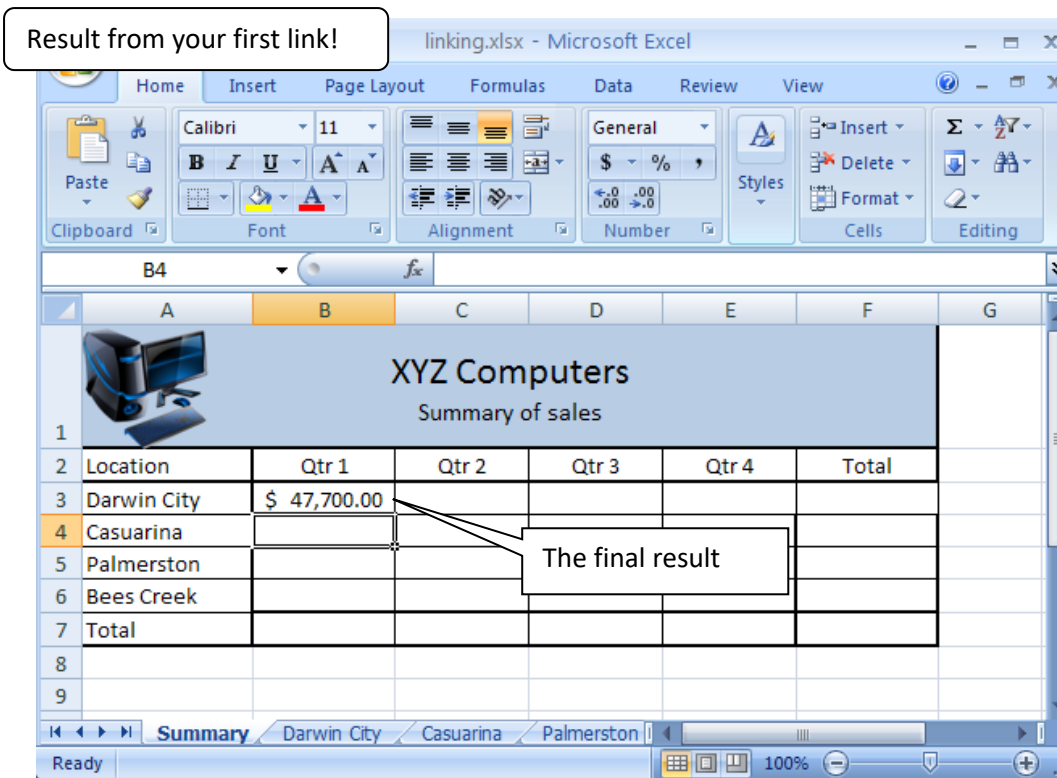 Result from your first link!
linking.xlsx - Microsoft Excel
Home Insert Page Layout Formulas Data Review View
Calibri 11 General Insert
B I U A A $ % , Delete
Paste Styles Format
Clipboard Font Alignment Number Cells Editing
B4 fx
A B C D E F G
XYZ Computers
Summary of sales
1
2 Location Qtr 1 Qtr 2 Qtr 3 Qtr 4 Total
3 Darwin City $ 47,700.00
4 Casuarina
The final result
5 Palmerston
6 Bees Creek
7 Total
8
9
Summary Darwin City Casuarina Palmerston
Ready 100%